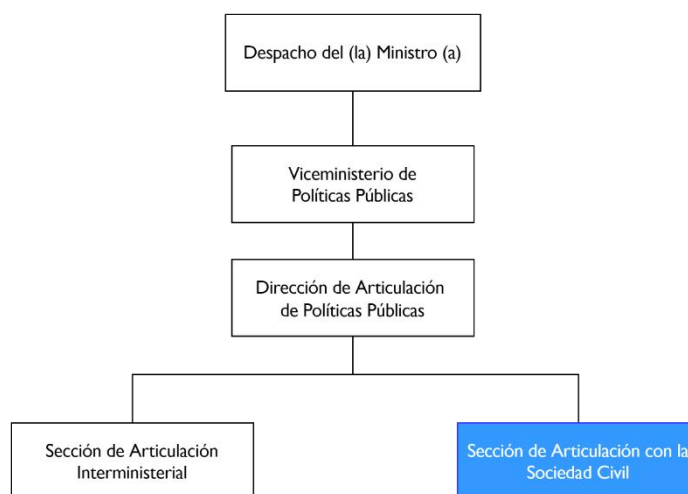 Despacho del (la) Ministro (a)
Viceministerio de
Políticas Públicas
Dirección de Articulación
de Políticas Públicas
Sección de Articulación
Interministerial
Sección de Articulación con la
Sociedad Civil